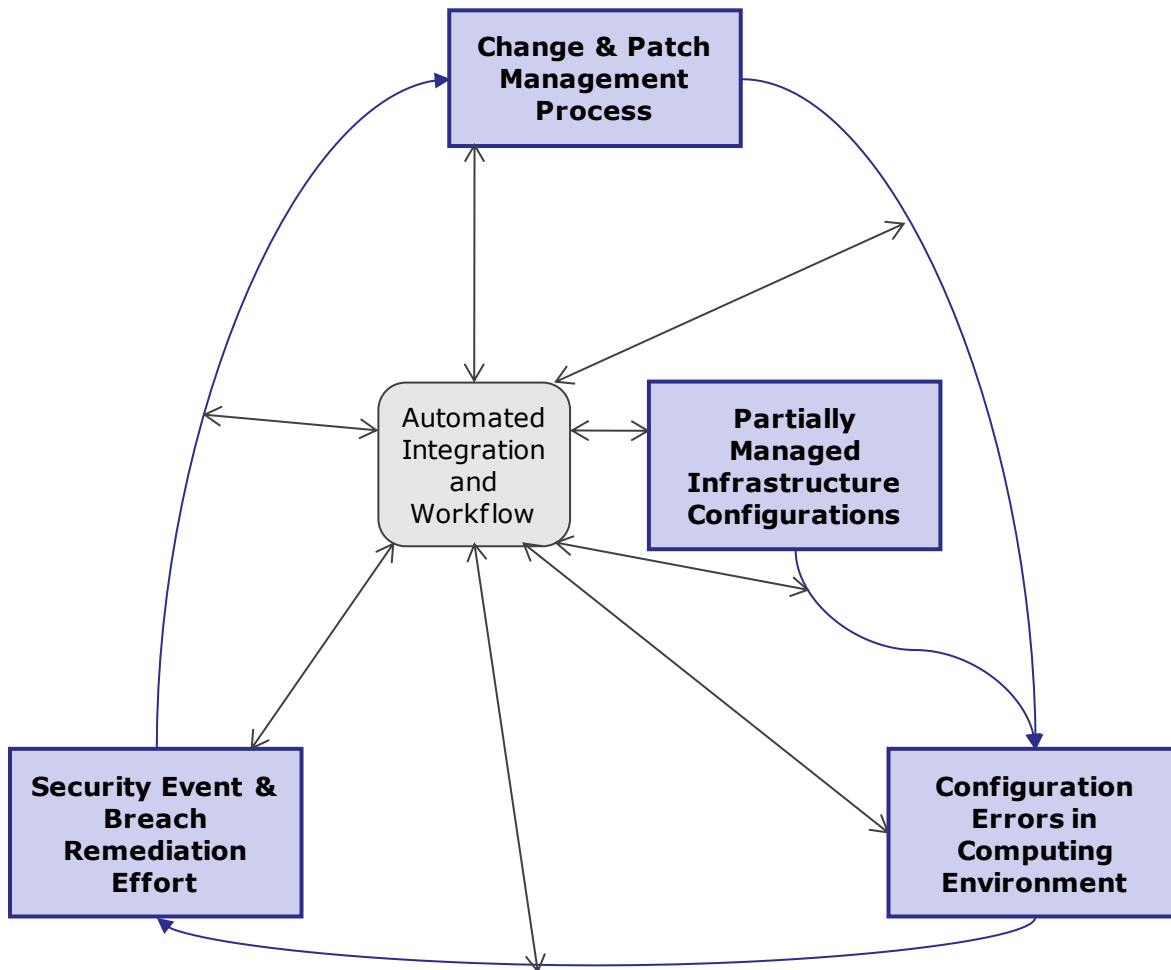 Change & Patch
Management
Process
Automated
Integration
and
Workflow
Partially
Managed
Infrastructure
Configurations
Security Event &
Breach
Remediation
Effort
Configuration
Errors in
Computing
Environment